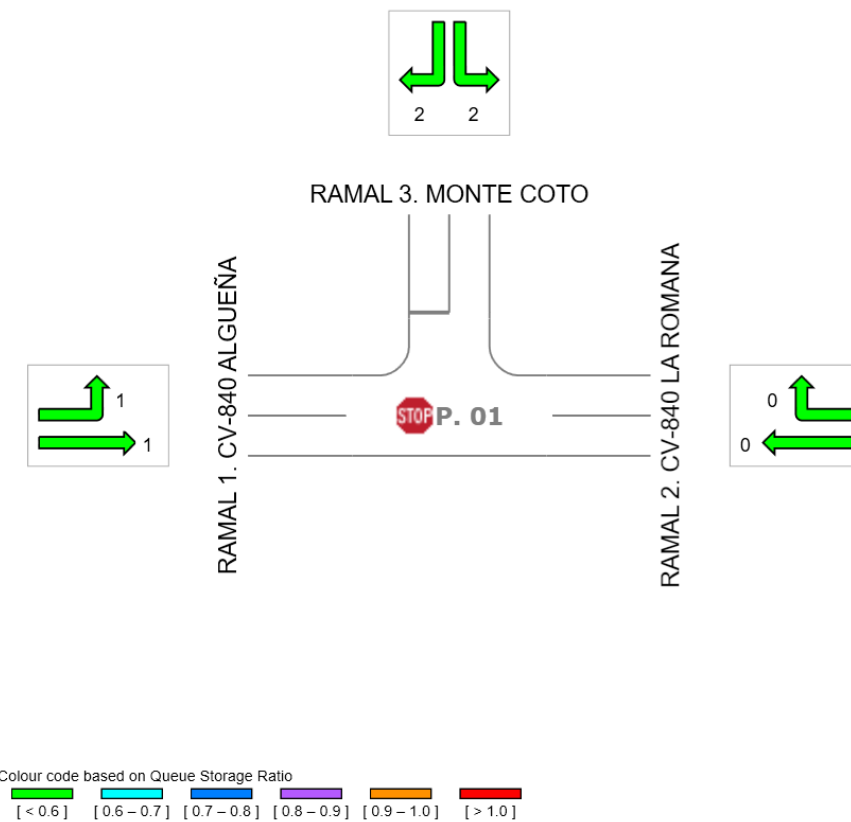 2 2
RAMAL 3. MONTE COTO
RAMAL 1. CV-840 ALGUEÑA
RAMAL 2. CV-840 LA ROMANA
1
1
0
0
STOP P. 01
Colour code based on Queue Storage Ratio
[ < 0.6 ] [ 0.6 – 0.7 ] [ 0.7 – 0.8 ] [ 0.8 – 0.9 ] [ 0.9 – 1.0 ] [ > 1.0 ]